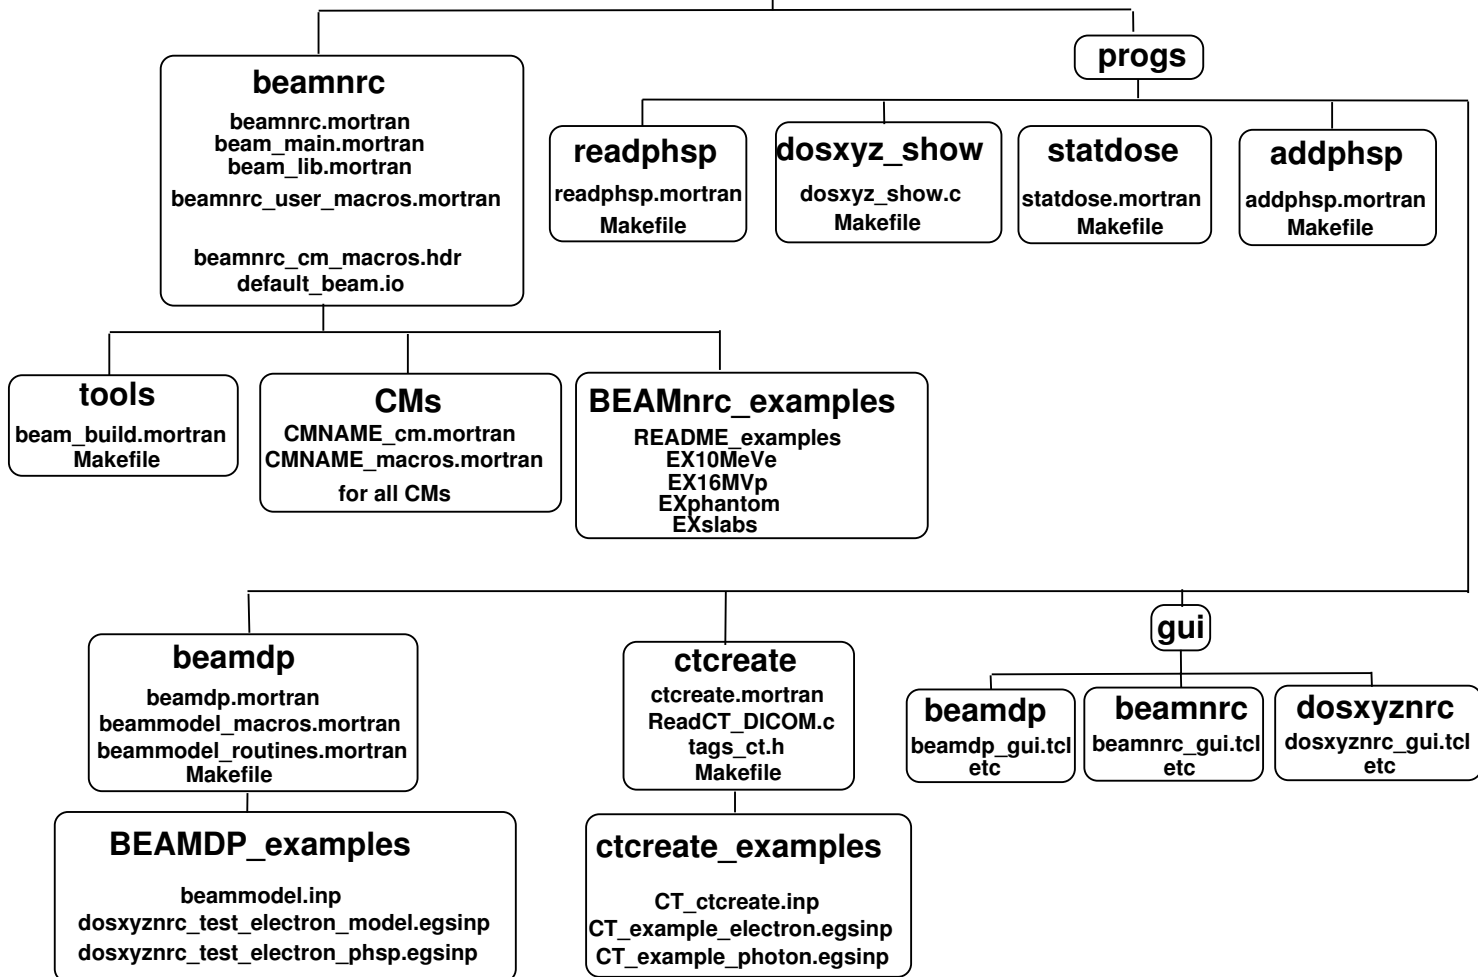 progs
beamnrc
beamnrc.mortran
beam_main.mortran
beam_lib.mortran
beamnrc_user_macros.mortran
beamnrc_cm_macros.hdr
default_beam.io
readphsp
readphsp.mortran
Makefile
dosxyz_show
dosxyz_show.c
Makefile
statdose
statdose.mortran
Makefile
addphsp
addphsp.mortran
Makefile
tools
beam_build.mortran
Makefile
CMs
CMNAME_cm.mortran
CMNAME_macros.mortran
for all CMs
BEAMnrc_examples
README_examples
EX10MeVe
EX16MVp
EXphantom
EXslabs
beamdp
beamdp.mortran
beammodel_macros.mortran
beammodel_routines.mortran
Makefile
ctcreate
ctcreate.mortran
ReadCT_DICOM.c
tags_ct.h
Makefile
gui
beamdp
beamdp_gui.tcl
etc
beamnrc
beamnrc_gui.tcl
etc
dosxyznrc
dosxyznrc_gui.tcl
etc
BEAMDP_examples
beammodel.inp
dosxyznrc_test_electron_model.egsinp
dosxyznrc_test_electron_phsp.egsinp
ctcreate_examples
CT_ctcreate.inp
CT_example_electron.egsinp
CT_example_photon.egsinp